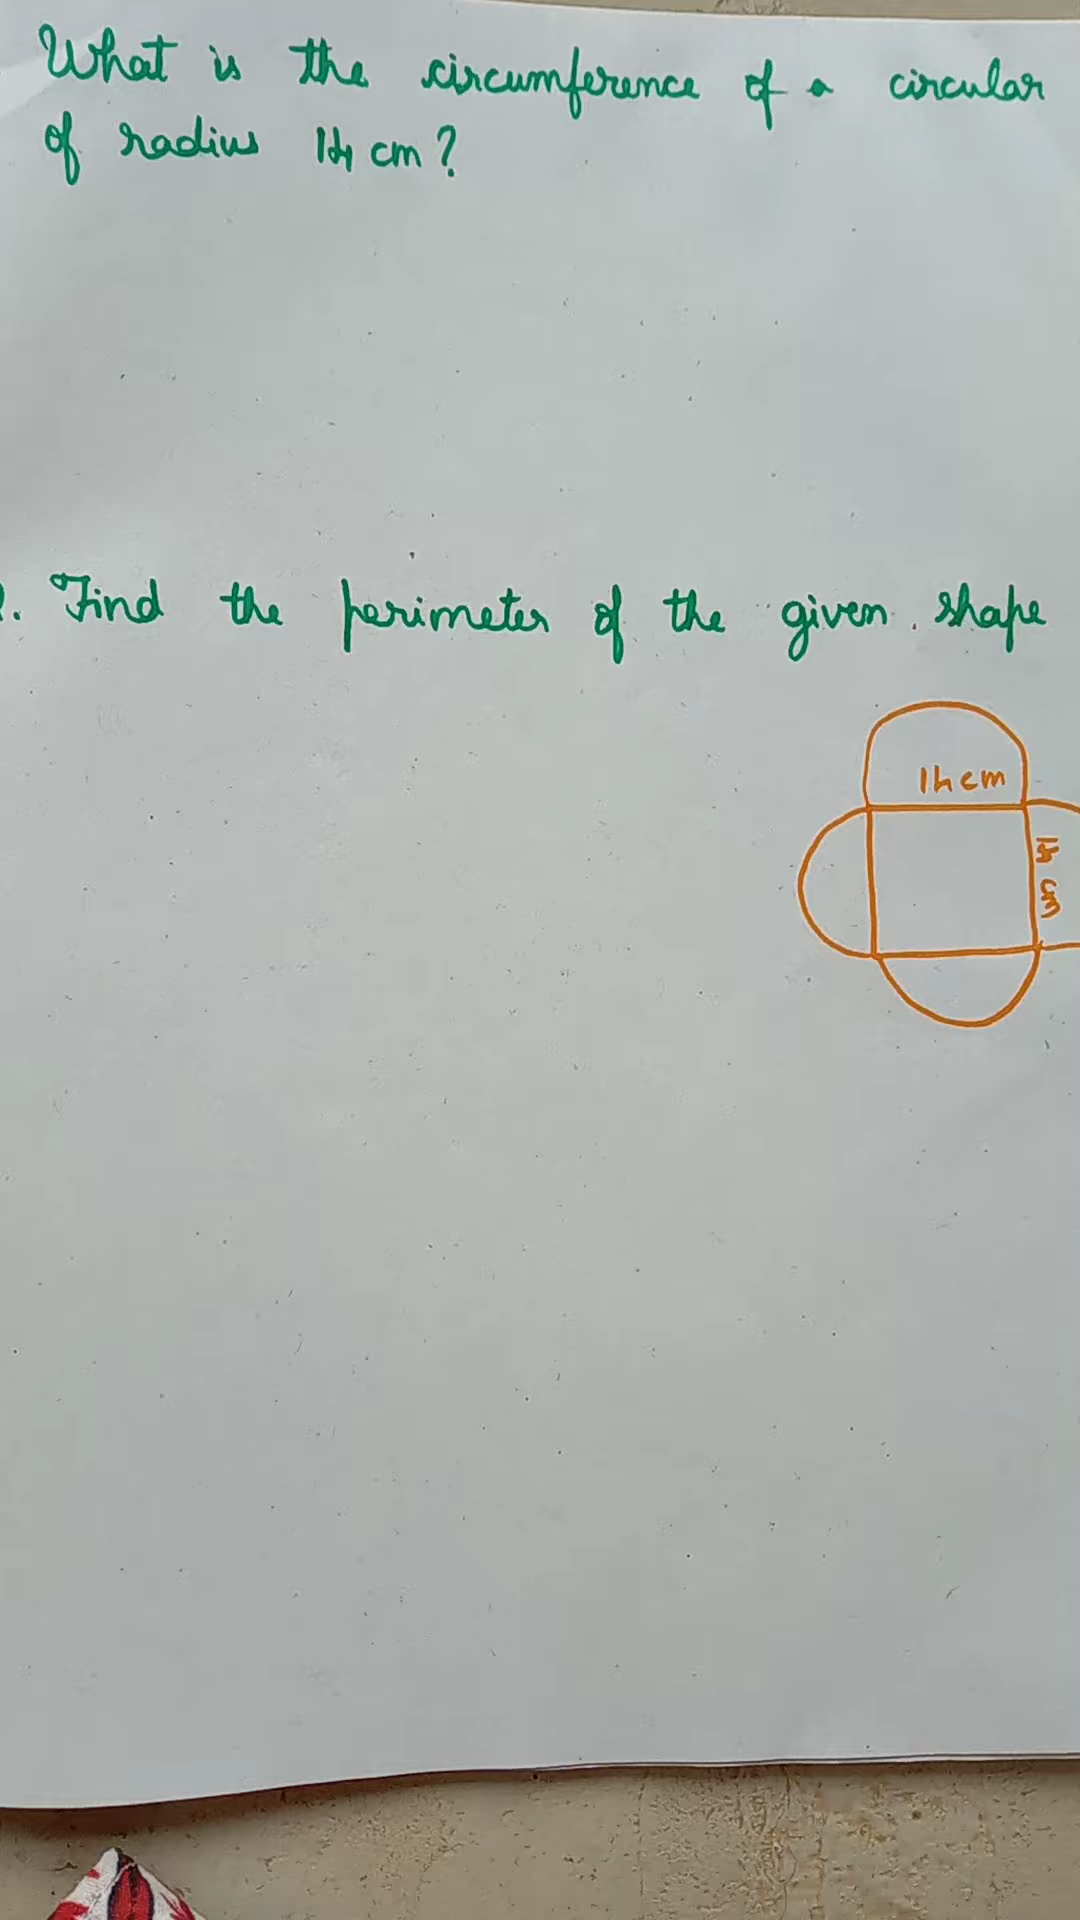 What is the circumference of a circular
of radius 14 cm?
. Find the perimeter of the given shape
14 cm
14 cm